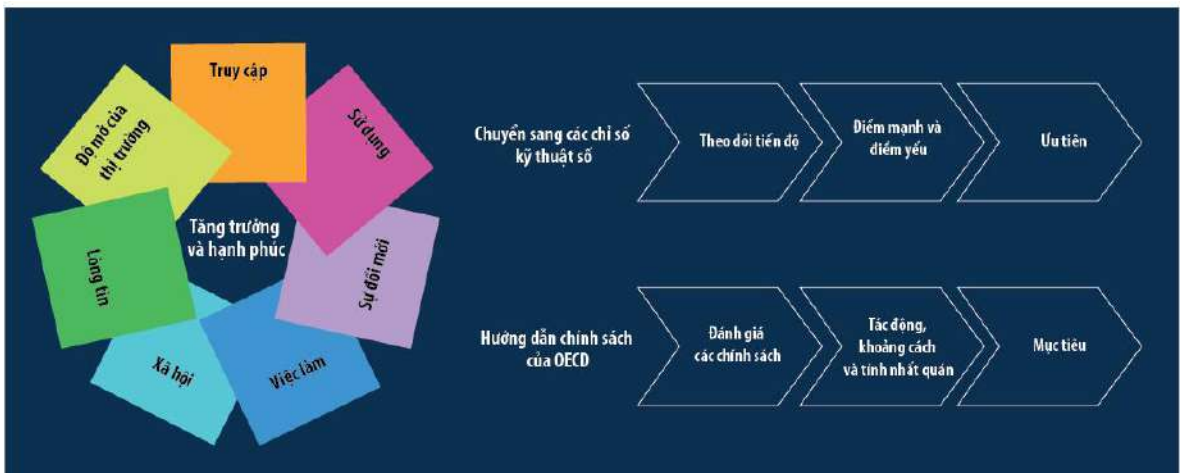 Truy cập
Sử dụng
Sự đổi mới
Việc làm
Xã hội
Lòng tin
Độ mở của
thị trường
Tăng trưởng
và hạnh phúc
Chuyển sang các chỉ số
kỹ thuật số
Theo dõi tiến độ
Điểm mạnh và
điểm yếu
Ưu tiên
Hướng dẫn chính sách
của OECD
Đánh giá
các chính sách
Tác động,
khoảng cách
và tính nhất quán
Mục tiêu